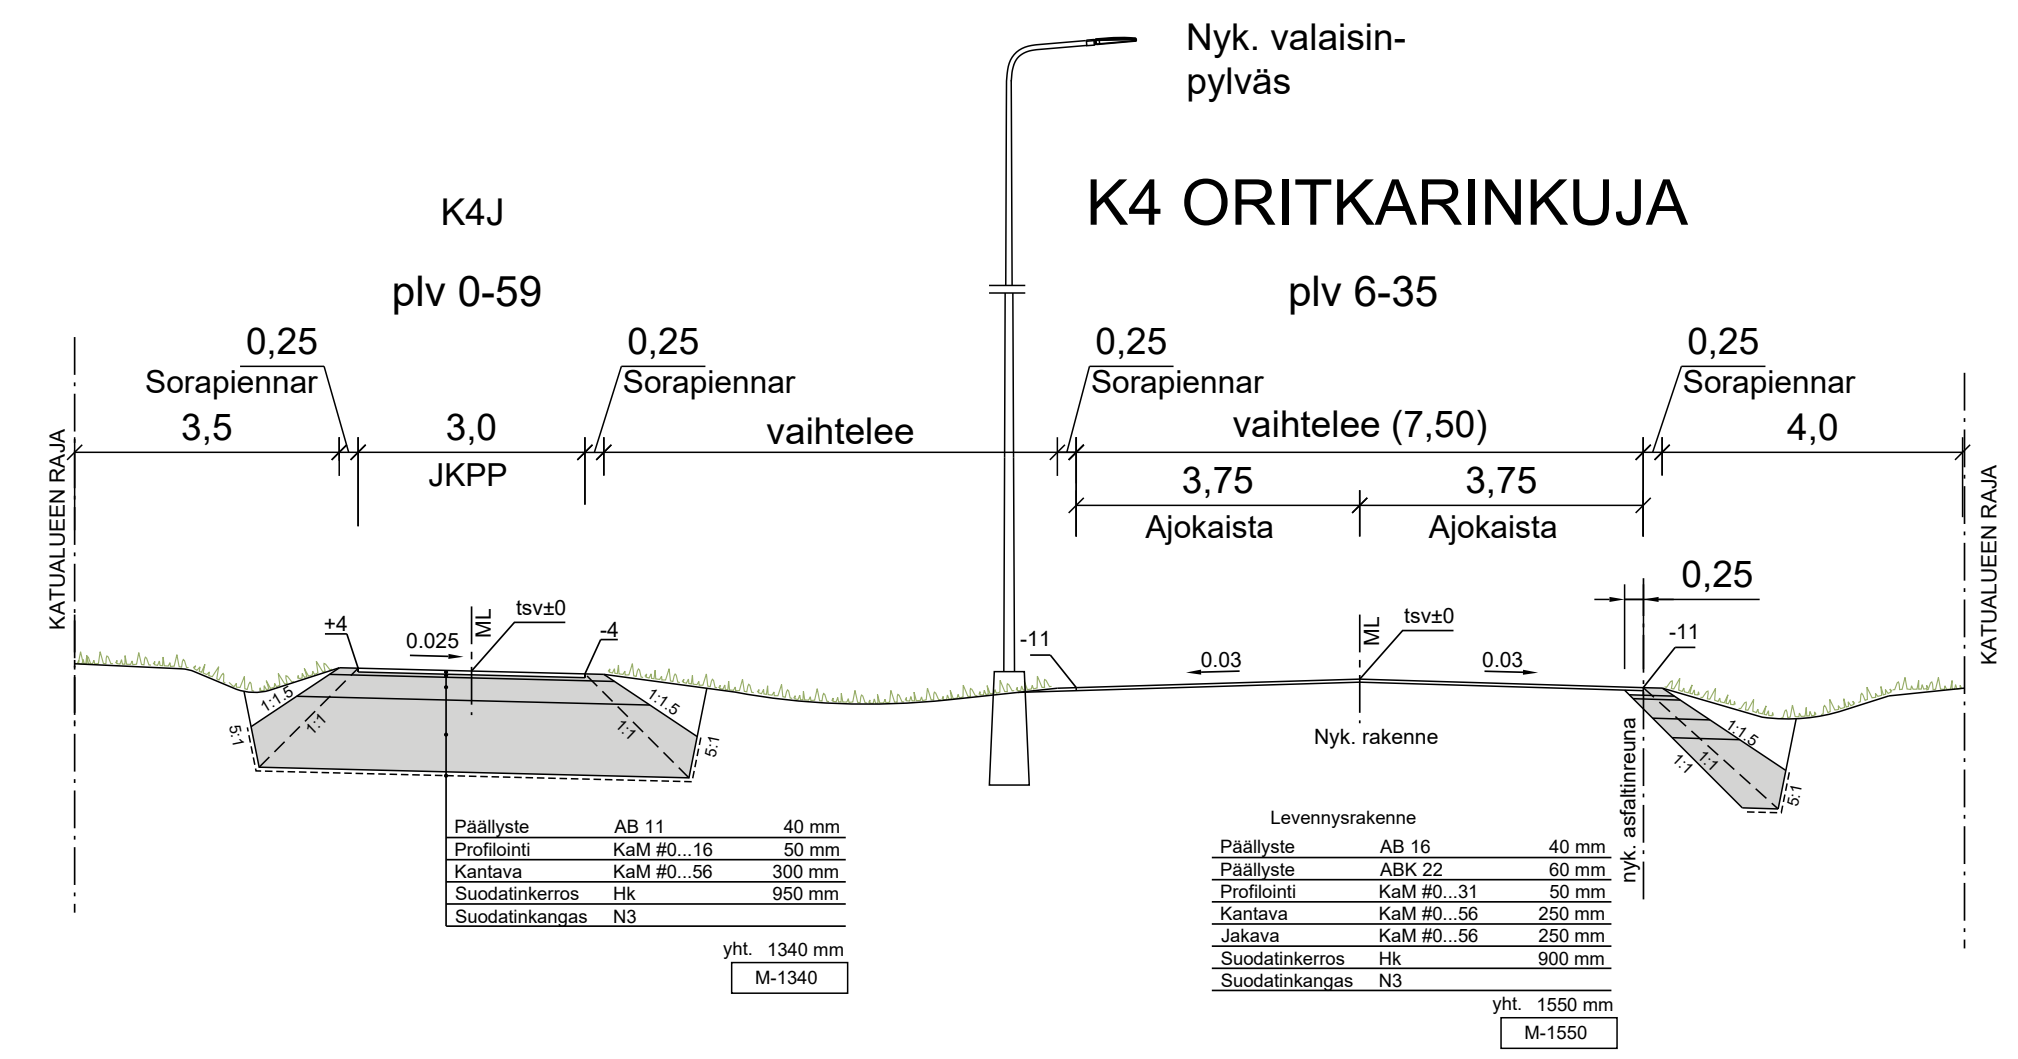 Nyk. valaisin-
pylväs
K4J
K4 ORITKARINKUJA
plv 0-59
plv 6-35
0,25
Sorapiennar
0,25
Sorapiennar
0,25
Sorapiennar
0,25
Sorapiennar
3,5
3,0
JKPP
vaihtelee
vaihtelee (7,50)
4,0
3,75
Ajokaista
3,75
Ajokaista
KATUALUEEN RAJA
KATUALUEEN RAJA
0,25
+4
0.025
ML
tsv±0
-4
-11
0.03
ML
tsv±0
0.03
-11
1:1.5
1:1
5:1
1:1.5
1:1
5:1
Nyk. rakenne
nyk. asfaltinreuna
1:1.5
1:1
1:1
5:1
Päällyste AB 11 40 mm
Profilointi KaM #0...16 50 mm
Kantava KaM #0...56 300 mm
Suodatinkerros Hk 950 mm
Suodatinkangas N3
yht. 1340 mm
M-1340
Levennysrakenne
Päällyste AB 16 40 mm
Päällyste ABK 22 60 mm
Profilointi KaM #0...31 50 mm
Kantava KaM #0...56 250 mm
Jakava KaM #0...56 250 mm
Suodatinkerros Hk 900 mm
Suodatinkangas N3
yht. 1550 mm
M-1550